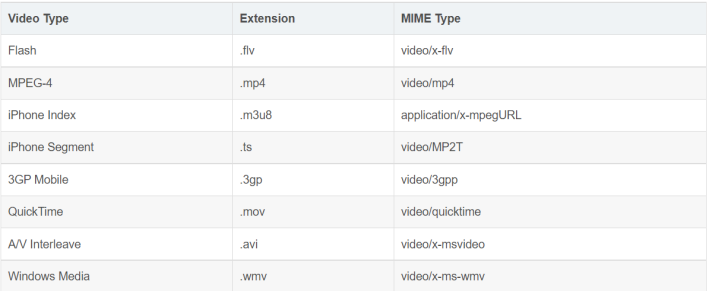 Video Type Extension MIME Type
Flash .flv video/x-flv
MPEG-4 .mp4 video/mp4
iPhone Index .m3u8 application/x-mpegURL
iPhone Segment .ts video/MP2T
3GP Mobile .3gp video/3gpp
QuickTime .mov video/quicktime
A/V Interleave .avi video/x-msvideo
Windows Media .wmv video/x-ms-wmv